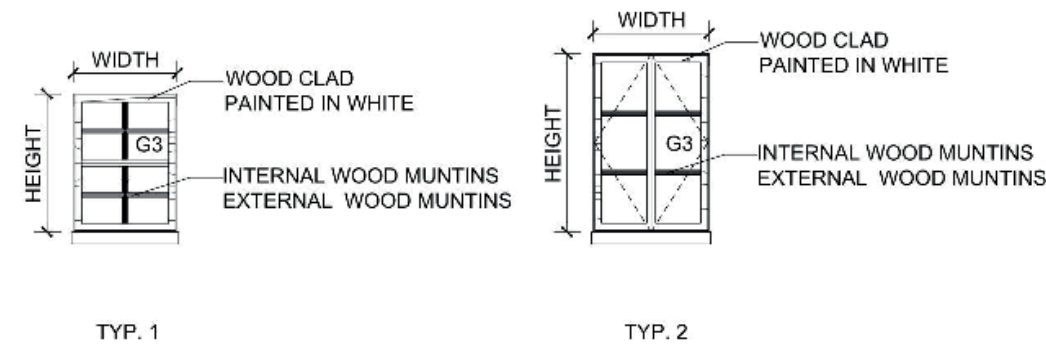 WIDTH
WOOD CLAD
PAINTED IN WHITE
HEIGHT
G3
INTERNAL WOOD MUNTINS
EXTERNAL WOOD MUNTINS
TYP. 1
WIDTH
WOOD CLAD
PAINTED IN WHITE
HEIGHT
G3
INTERNAL WOOD MUNTINS
EXTERNAL WOOD MUNTINS
TYP. 2